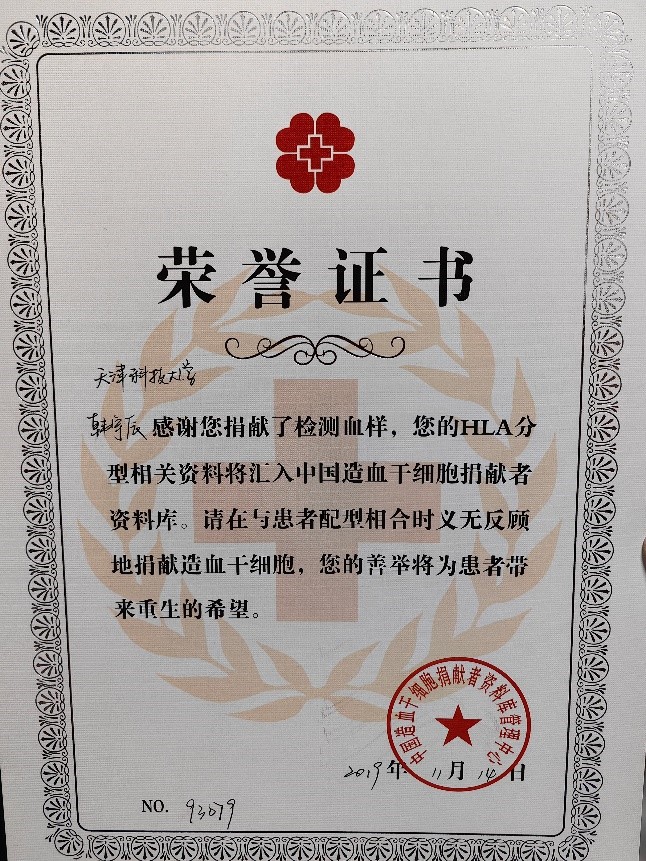 荣誉证书
天津科技大学
韩宇辰感谢您捐献了检测血样，您的HLA分
型相关资料将汇入中国造血干细胞捐献者
资料库。请在与患者配型相合时义无反顾
地捐献造血干细胞，您的善举将为患者带
来重生的希望。
中国造血干细胞捐献者资料库管理中心
2019年11月14日
NO. 93079